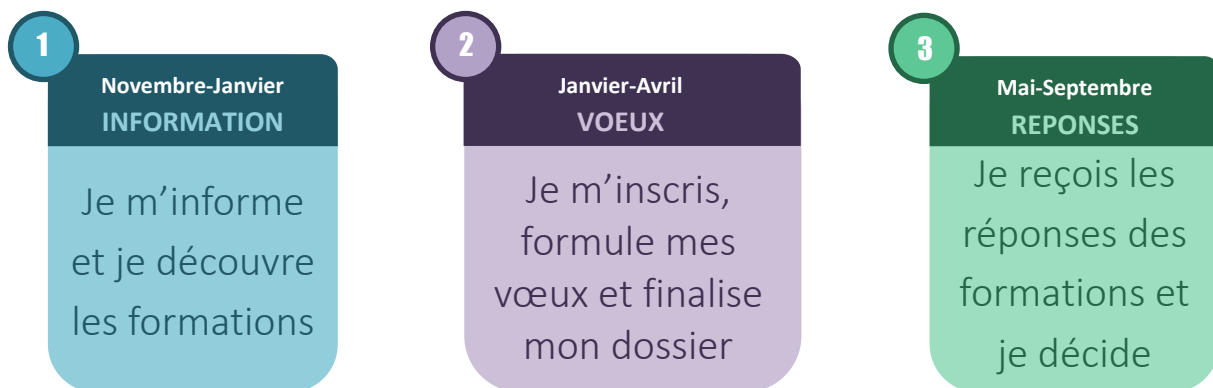 1
Novembre-Janvier
INFORMATION
Je m’informe
et je découvre
les formations
2
Janvier-Avril
VOEUX
Je m’inscris,
formule mes
vœux et finalise
mon dossier
3
Mai-Septembre
REPONSES
Je reçois les
réponses des
formations et
je décide